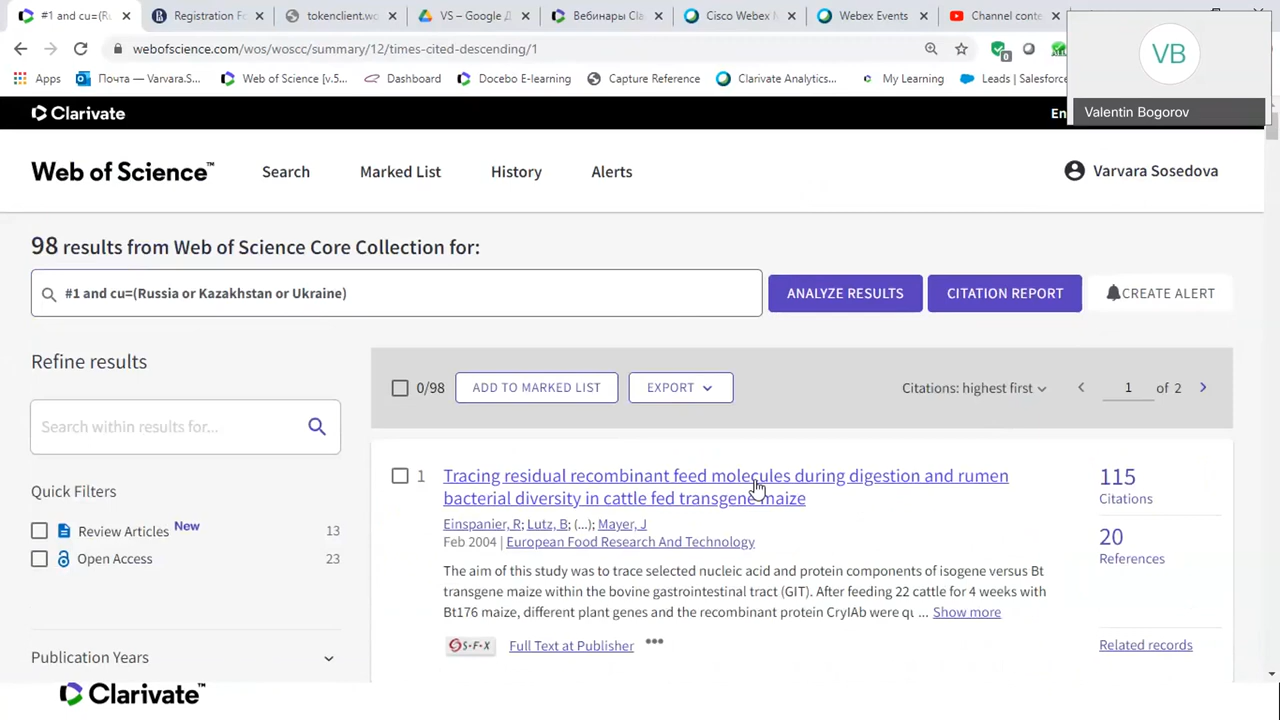 #1 and cu=(Ru
Registration Fo
tokenclient.wo
VS – Google Д
Вебинары Cla
Cisco Webex M
Webex Events
Channel conte
webofscience.com/wos/woscc/summary/12/times-cited-descending/1
0
Apps
Почта — Varvara.S...
Web of Science [v.5...
Dashboard
Docebo E-learning
Capture Reference
Clarivate Analytics...
My Learning
Leads | Salesforce
VB
Valentin Bogorov
Clarivate
En
Web of Science™
Search
Marked List
History
Alerts
Varvara Sosedova
98 results from Web of Science Core Collection for:
#1 and cu=(Russia or Kazakhstan or Ukraine)
ANALYZE RESULTS
CITATION REPORT
CREATE ALERT
Refine results
0/98
ADD TO MARKED LIST
EXPORT
Citations: highest first
1 of 2
Search within results for...
Quick Filters
Review Articles New 13
Open Access 23
Publication Years
1
Tracing residual recombinant feed molecules during digestion and rumen
bacterial diversity in cattle fed transgene maize
Einspanier, R; Lutz, B; (...); Mayer, J
Feb 2004 | European Food Research And Technology
The aim of this study was to trace selected nucleic acid and protein components of isogene versus Bt
transgene maize within the bovine gastrointestinal tract (GIT). After feeding 22 cattle for 4 weeks with
Bt176 maize, different plant genes and the recombinant protein CryIAb were qu ... Show more
S·F·X
Full Text at Publisher
115
Citations
20
References
Related records
Clarivate™